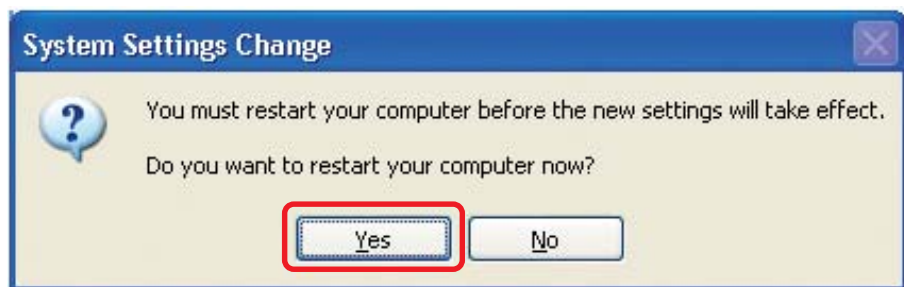 System Settings Change
You must restart your computer before the new settings will take effect.
Do you want to restart your computer now?
Yes No